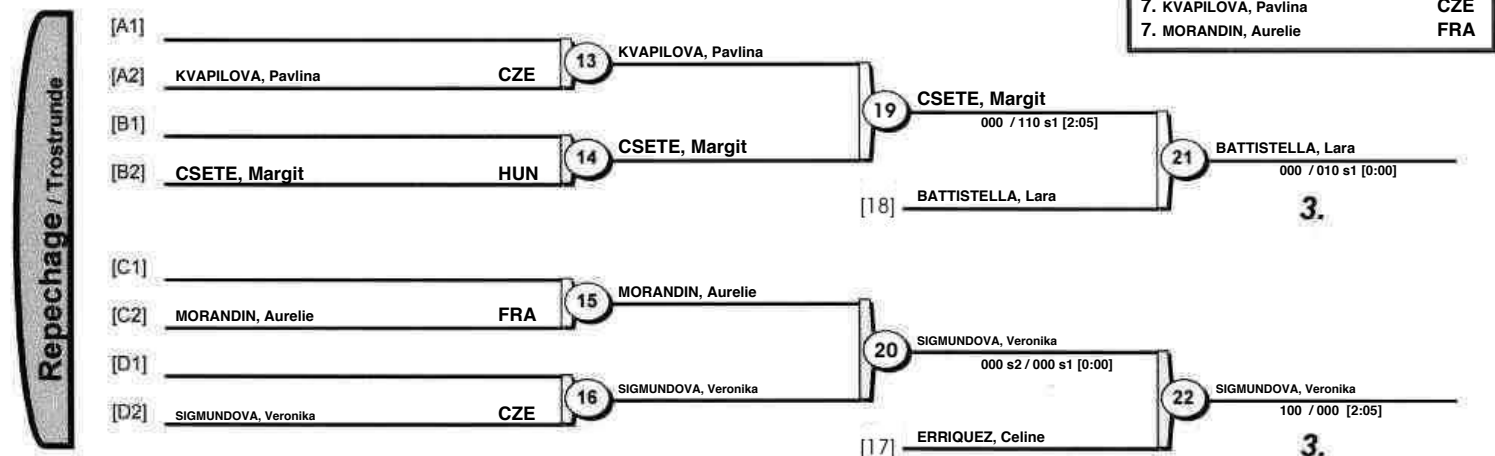 7. KVAPILOVA, Pavlina CZE
7. MORANDIN, Aurelie FRA
Repechage / Trostrunde
[A1]
[A2] KVAPILOVA, Pavlina CZE
13 KVAPILOVA, Pavlina
[B1]
[B2] CSETE, Margit HUN
14 CSETE, Margit
19 CSETE, Margit
000 / 110 s1 [2:05]
[18] BATTISTELLA, Lara
21 BATTISTELLA, Lara
000 / 010 s1 [0:00]
3.
[C1]
[C2] MORANDIN, Aurelie FRA
15 MORANDIN, Aurelie
[D1]
[D2] SIGMUNDOVA, Veronika CZE
16 SIGMUNDOVA, Veronika
20 SIGMUNDOVA, Veronika
000 s2 / 000 s1 [0:00]
[17] ERRIQUEZ, Celine
22 SIGMUNDOVA, Veronika
100 / 000 [2:05]
3.